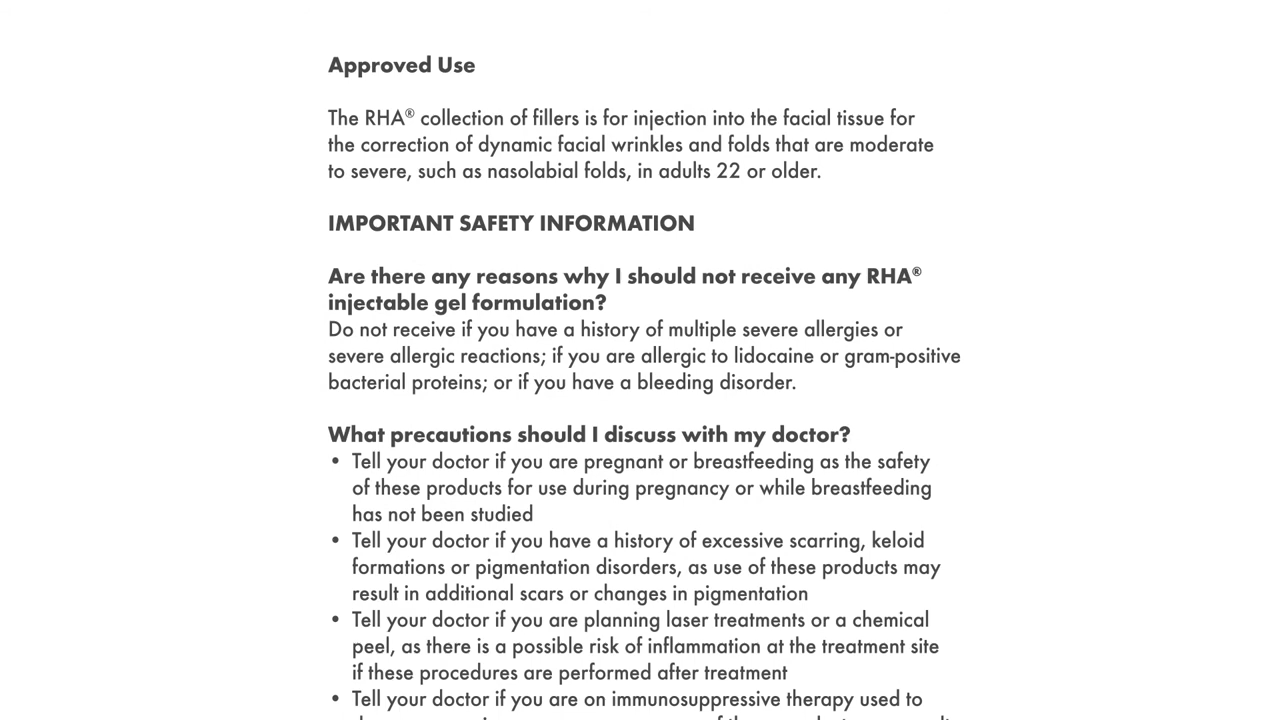 Approved Use
The RHA® collection of fillers is for injection into the facial tissue for
the correction of dynamic facial wrinkles and folds that are moderate
to severe, such as nasolabial folds, in adults 22 or older.
IMPORTANT SAFETY INFORMATION
Are there any reasons why I should not receive any RHA®
injectable gel formulation?
Do not receive if you have a history of multiple severe allergies or
severe allergic reactions; if you are allergic to lidocaine or gram-positive
bacterial proteins; or if you have a bleeding disorder.
What precautions should I discuss with my doctor?
• Tell your doctor if you are pregnant or breastfeeding as the safety
of these products for use during pregnancy or while breastfeeding
has not been studied
• Tell your doctor if you have a history of excessive scarring, keloid
formations or pigmentation disorders, as use of these products may
result in additional scars or changes in pigmentation
• Tell your doctor if you are planning laser treatments or a chemical
peel, as there is a possible risk of inflammation at the treatment site
if these procedures are performed after treatment
• Tell your doctor if you are on immunosuppressive therapy used to